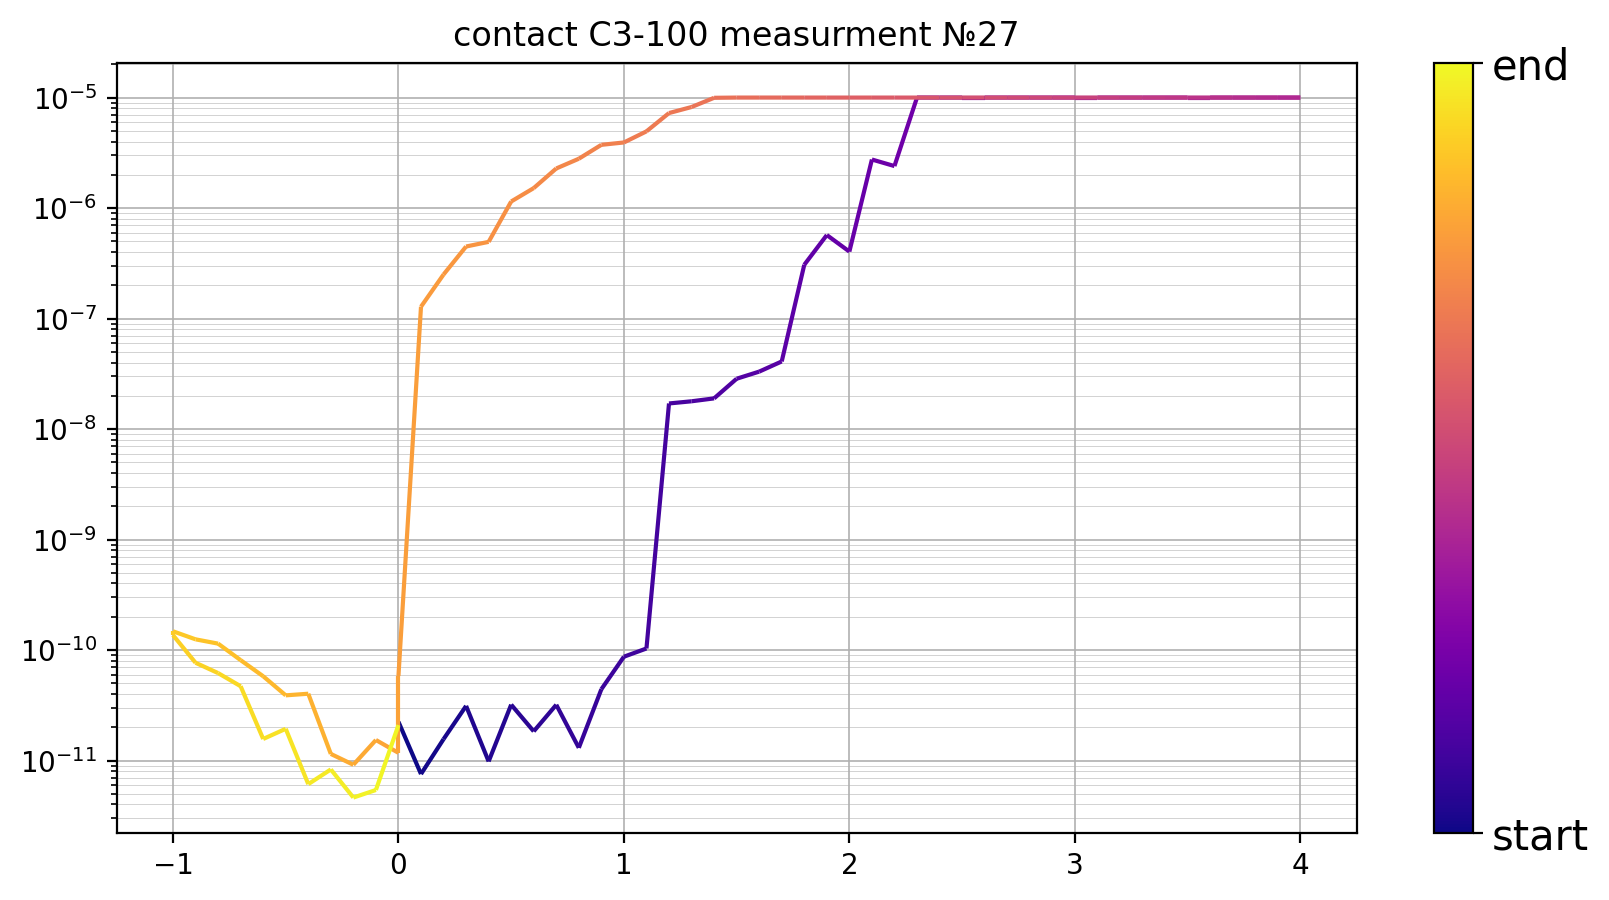 contact C3-100 measurment №27
10⁻⁵
10⁻⁶
10⁻⁷
10⁻⁸
10⁻⁹
10⁻¹⁰
10⁻¹¹
−1 0 1 2 3 4
end
start